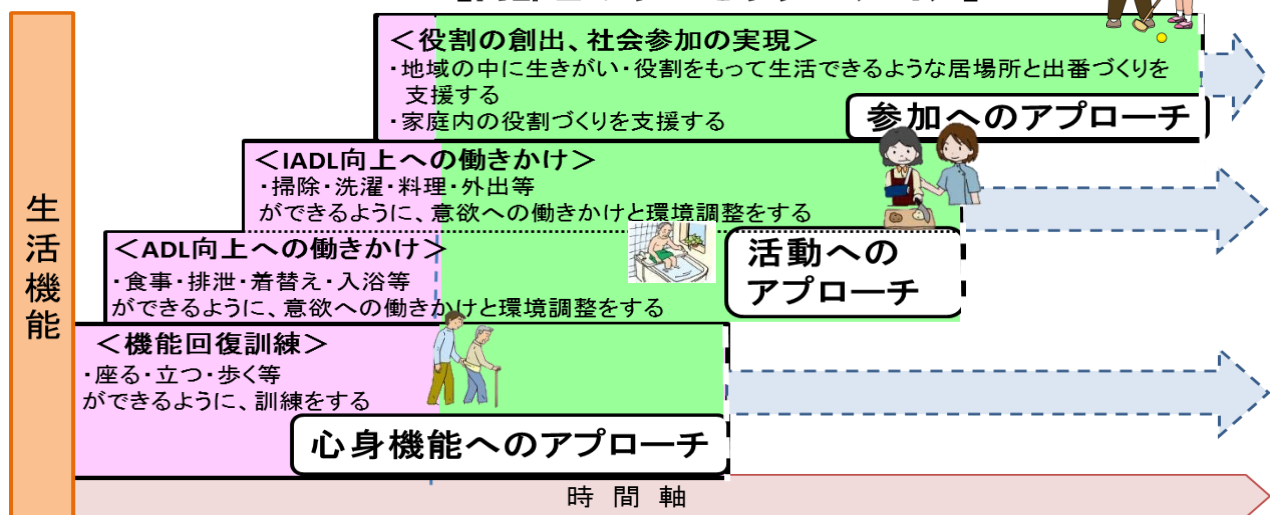 <役割の創出、社会参加の実現>
・地域の中に生きがい・役割をもって生活できるような居場所と出番づくりを
支援する
・家庭内の役割づくりを支援する
参加へのアプローチ
<IADL向上への働きかけ>
・掃除・洗濯・料理・外出等
ができるように、意欲への働きかけと環境調整をする
<ADL向上への働きかけ>
・食事・排泄・着替え・入浴等
ができるように、意欲への働きかけと環境調整をする
活動への
アプローチ
<機能回復訓練>
・座る・立つ・歩く等
ができるように、訓練をする
心身機能へのアプローチ
生活機能
時間軸